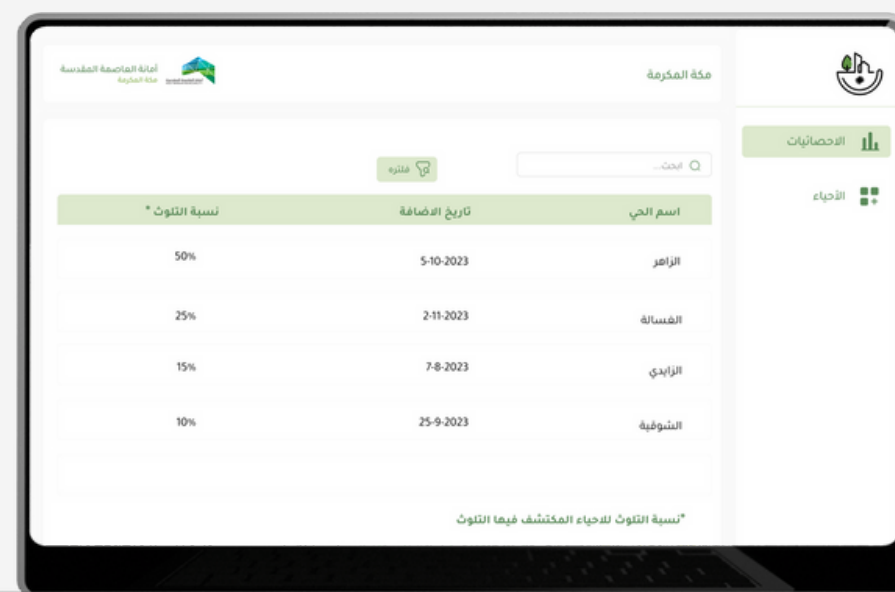 أمانة العاصمة المقدسة
مكة المكرمة
مكة المكرمة
الاحصائيات
الأحياء
ابحث...
فلتره
اسم الحي تاريخ الاضافة نسبة التلوث *
الزاهر 5-10-2023 50%
الغسالة 2-11-2023 25%
الزايدي 7-8-2023 15%
الشوقية 25-9-2023 10%
*نسبة التلوث للاحياء المكتشف فيها التلوث